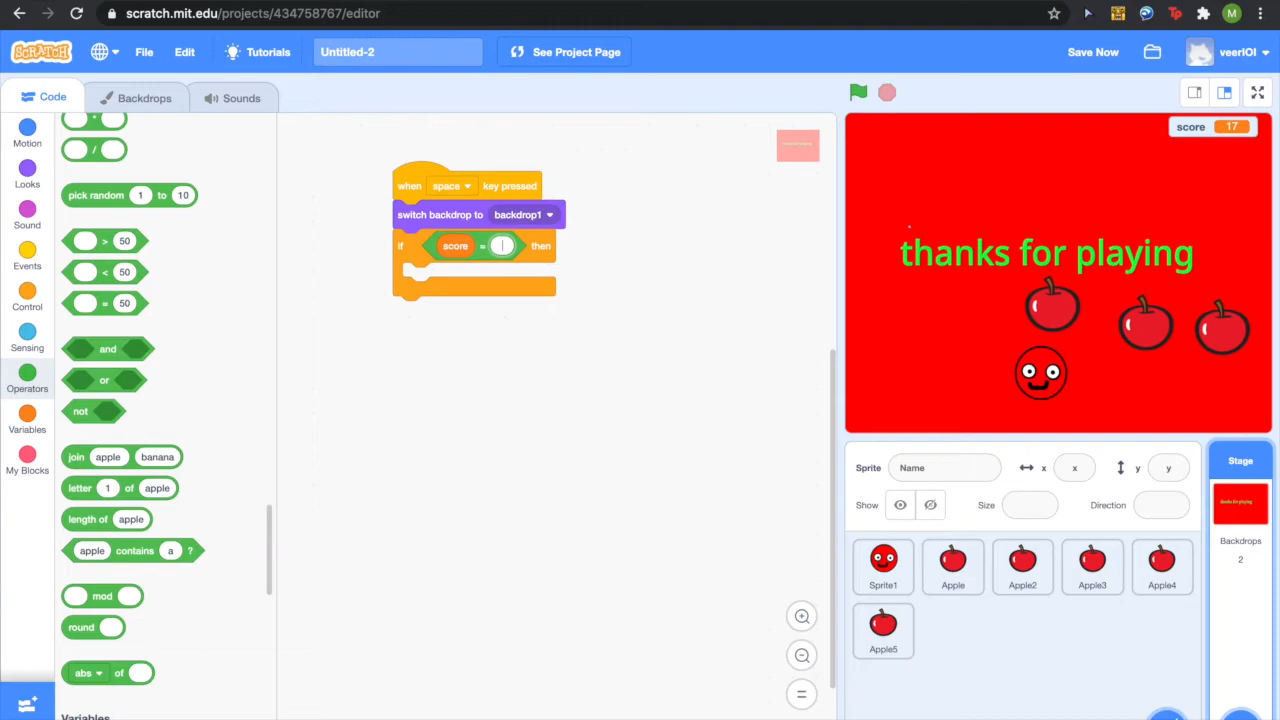 scratch.mit.edu/projects/434758767/editor
M
SCRATCH
File
Edit
Tutorials
Untitled-2
See Project Page
Save Now
veerIOI
Code
Backdrops
Sounds
Motion
Looks
Sound
Events
Control
Sensing
Operators
Variables
My Blocks
*
/
pick random 1 to 10
> 50
< 50
= 50
and
or
not
join apple banana
letter 1 of apple
length of apple
apple contains a ?
mod
round
abs of
Variables
when space key pressed
switch backdrop to backdrop1
if score = then
score 17
thanks for playing
Sprite Name
x x
y y
Show
Size
Direction
Sprite1
Apple
Apple2
Apple3
Apple4
Apple5
Stage
thanks for playing
Backdrops
2